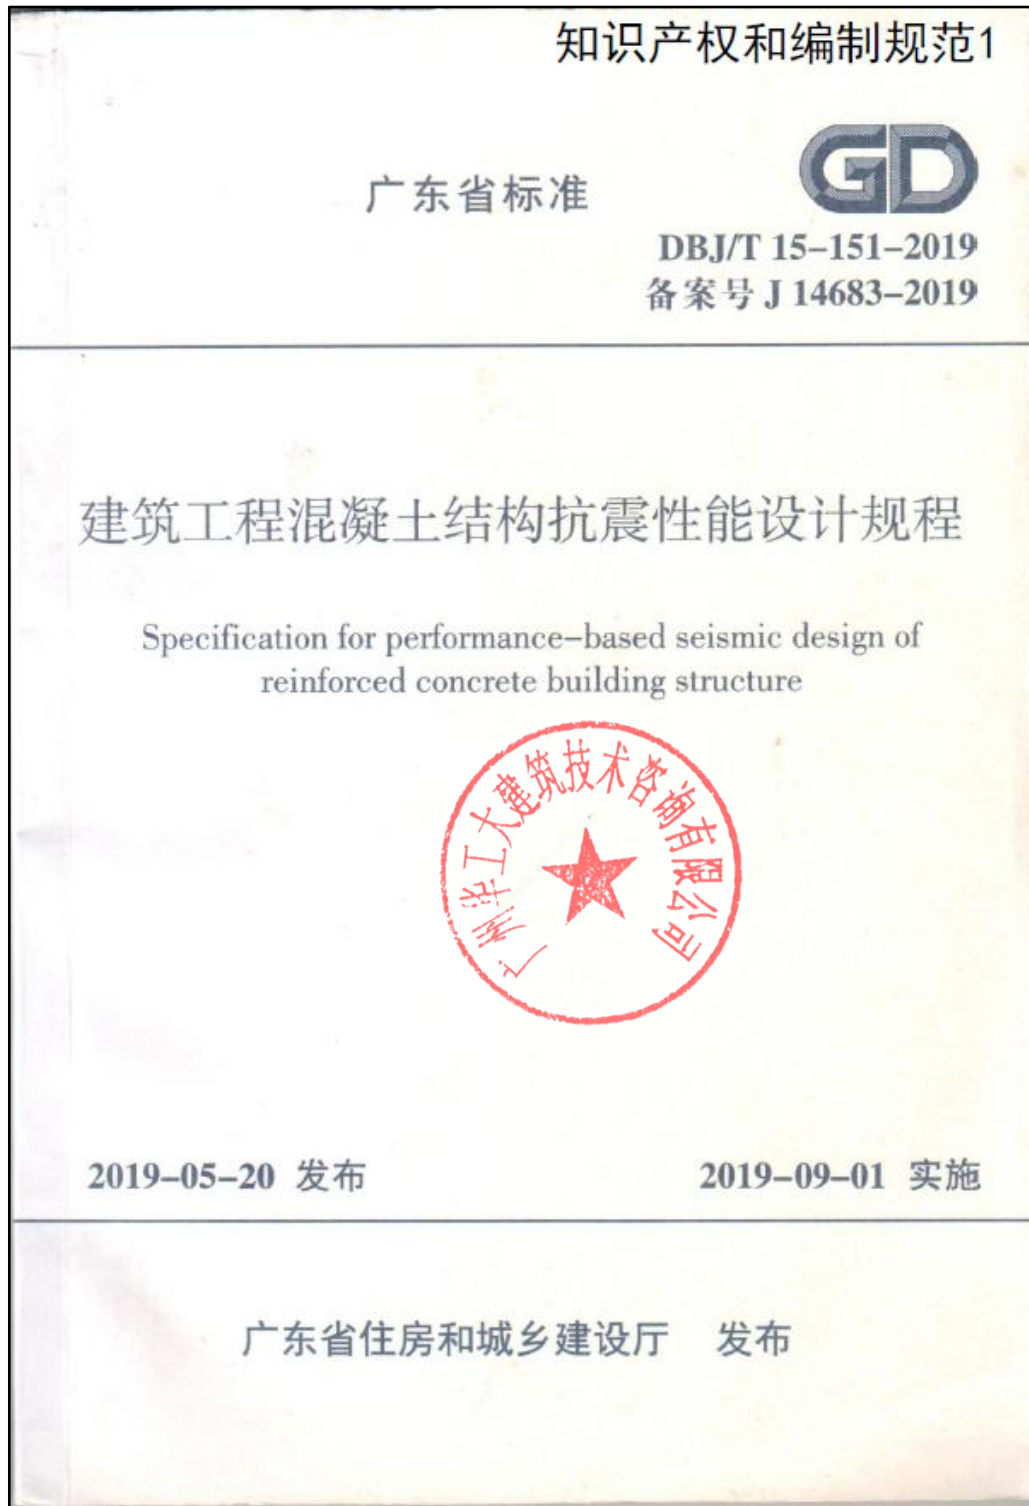 知识产权和编制规范1
GD
广东省标准
DBJ/T 15-151-2019
备案号 J 14683-2019
建筑工程混凝土结构抗震性能设计规程
Specification for performance-based seismic design of
reinforced concrete building structure
广州华工大建筑技术咨询有限公司
2019-05-20 发布
2019-09-01 实施
广东省住房和城乡建设厅 发布